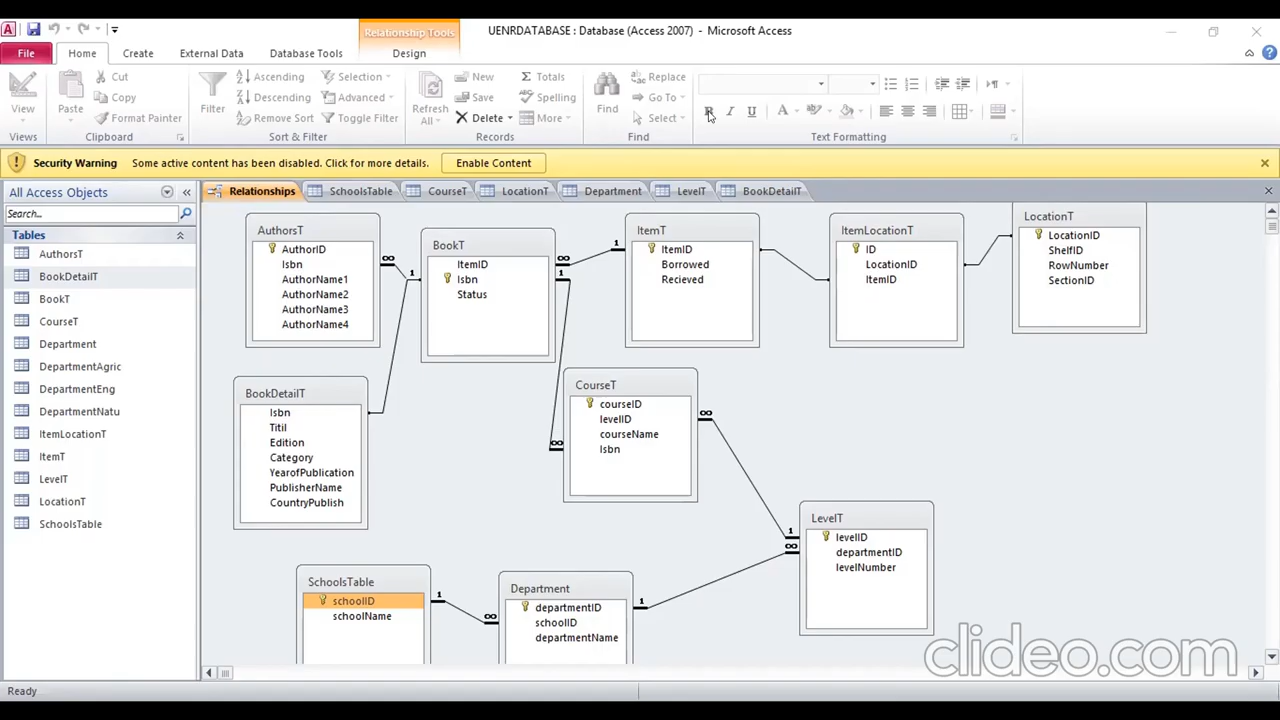 UENRDATABASE : Database (Access 2007) - Microsoft Access
Relationship Tools
File Home Create External Data Database Tools Design
View
Views
Paste
Cut
Copy
Format Painter
Clipboard
Filter
Ascending
Descending
Remove Sort
Selection
Advanced
Toggle Filter
Sort & Filter
Refresh
All
New
Save
Delete
Totals
Spelling
More
Records
Find
Replace
Go To
Select
Find
Text Formatting
Security Warning Some active content has been disabled. Click for more details. Enable Content
All Access Objects
Search...
Tables
AuthorsT
BookDetailT
BookT
CourseT
Department
DepartmentAgric
DepartmentEng
DepartmentNatu
ItemLocationT
ItemT
LevelT
LocationT
SchoolsTable
Relationships SchoolsTable CourseT LocationT Department LevelT BookDetailT
AuthorsT
AuthorID
Isbn
AuthorName1
AuthorName2
AuthorName3
AuthorName4
BookT
ItemID
Isbn
Status
ItemT
ItemID
Borrowed
Recieved
ItemLocationT
ID
LocationID
ItemID
LocationT
LocationID
ShelfID
RowNumber
SectionID
BookDetailT
Isbn
Titil
Edition
Category
YearofPublication
PublisherName
CountryPublish
CourseT
courseID
levelID
courseName
Isbn
LevelT
levelID
departmentID
levelNumber
SchoolsTable
schoolID
schoolName
Department
departmentID
schoolID
departmentName
1 ∞
1 ∞
∞ 1
1 ∞
∞ 1
∞ 1
clideo.com
Ready